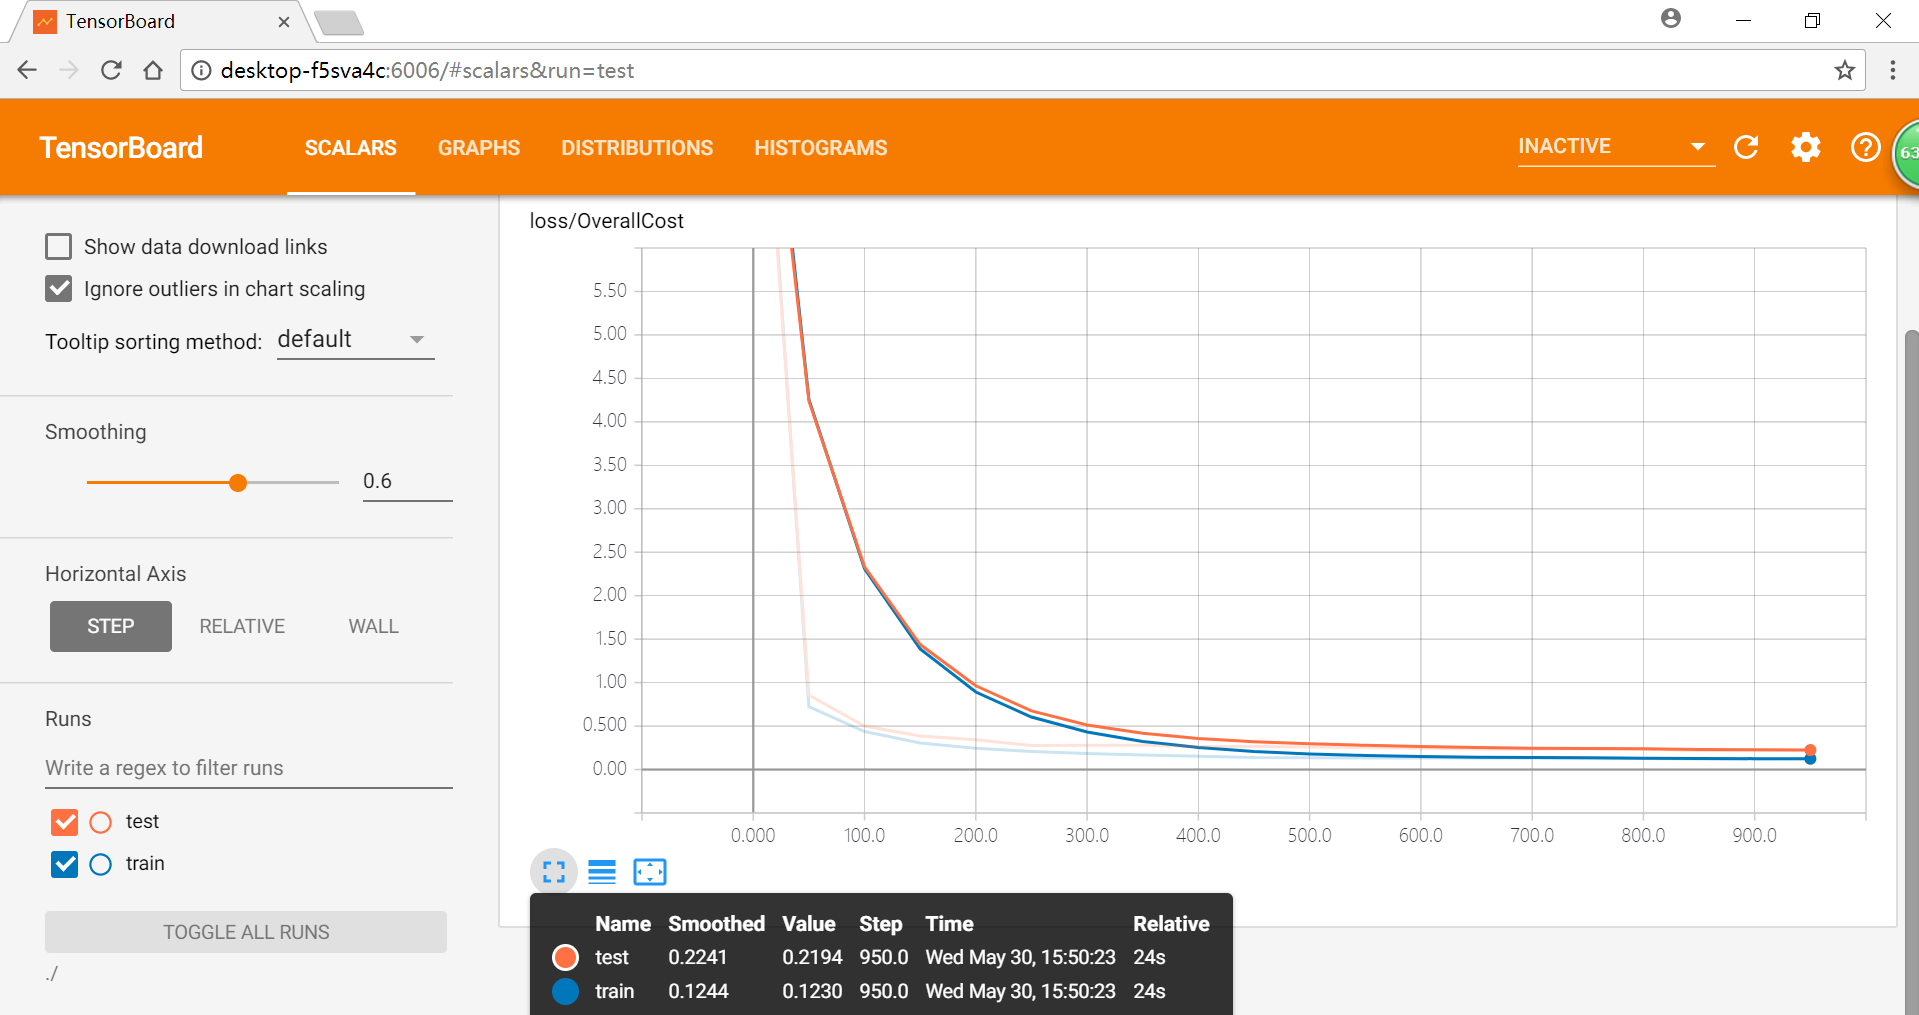 TensorBoard
desktop-f5sva4c:6006/#scalars&run=test
TensorBoard SCALARS GRAPHS DISTRIBUTIONS HISTOGRAMS INACTIVE
63
Show data download links
Ignore outliers in chart scaling
Tooltip sorting method: default
Smoothing
0.6
Horizontal Axis
STEP RELATIVE WALL
Runs
Write a regex to filter runs
test
train
TOGGLE ALL RUNS
./
loss/OverallCost
5.50
5.00
4.50
4.00
3.50
3.00
2.50
2.00
1.50
1.00
0.500
0.00
0.000 100.0 200.0 300.0 400.0 500.0 600.0 700.0 800.0 900.0
Name Smoothed Value Step Time Relative
test 0.2241 0.2194 950.0 Wed May 30, 15:50:23 24s
train 0.1244 0.1230 950.0 Wed May 30, 15:50:23 24s